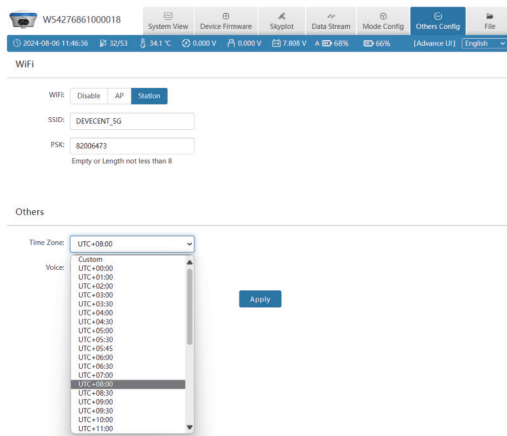 WS4276861000018
System View
Device Firmware
Skyplot
Data Stream
Mode Config
Others Config
File
2024-08-06 11:46:36 32/53 34.1 ℃ 0.000 V 0.000 V 7.808 V A 68% 66% [Advance UI] English
WiFi
WiFi: Disable AP Station
SSID: DEVECENT_5G
PSK: 82006473
Empty or Length not less than 8
Others
Time Zone: UTC+08:00
Custom
Voice:
UTC+00:00
UTC+01:00
UTC+02:00
UTC+03:00
UTC+03:30
UTC+04:00
UTC+04:30
UTC+05:00
UTC+05:30
UTC+05:45
UTC+06:00
UTC+06:30
UTC+07:00
UTC+08:00
UTC+08:30
UTC+09:00
UTC+09:30
UTC+10:00
UTC+11:00
Apply